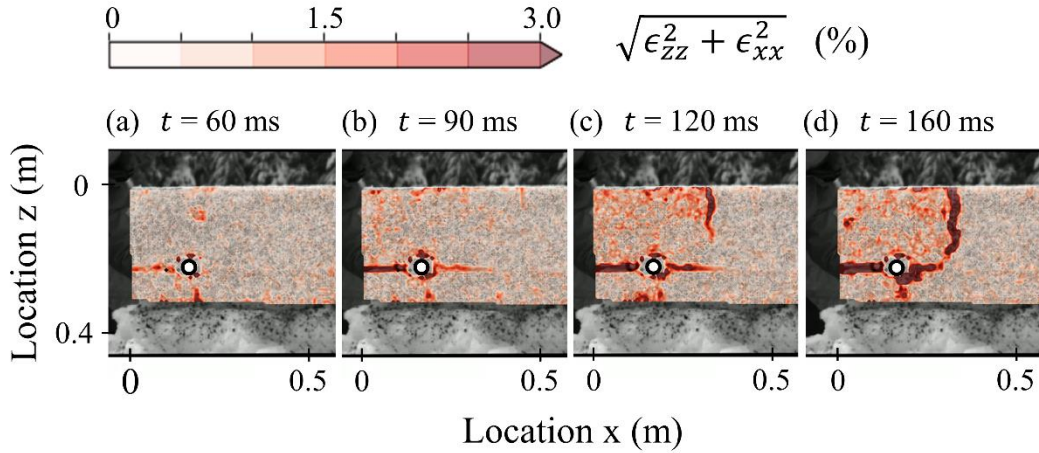 0 1.5 3.0
√ϵ²zz + ϵ²xx (%)
(a) t = 60 ms (b) t = 90 ms (c) t = 120 ms (d) t = 160 ms
Location z (m)
0
0.4
0 0.5 0 0.5 0 0.5 0 0.5
Location x (m)